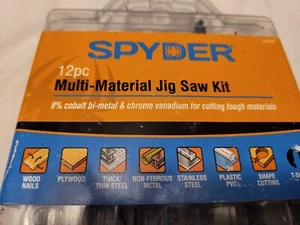 SPYDER
12pc
Multi-Material Jig Saw Kit
8% cobalt bi-metal & chrome vanadium for cutting tough materials
WOOD
NAILS
PLYWOOD
THICK/
THIN STEEL
NON-FERROUS
METAL
STAINLESS
STEEL
PLASTIC
PVC
SHAPE
CUTTING